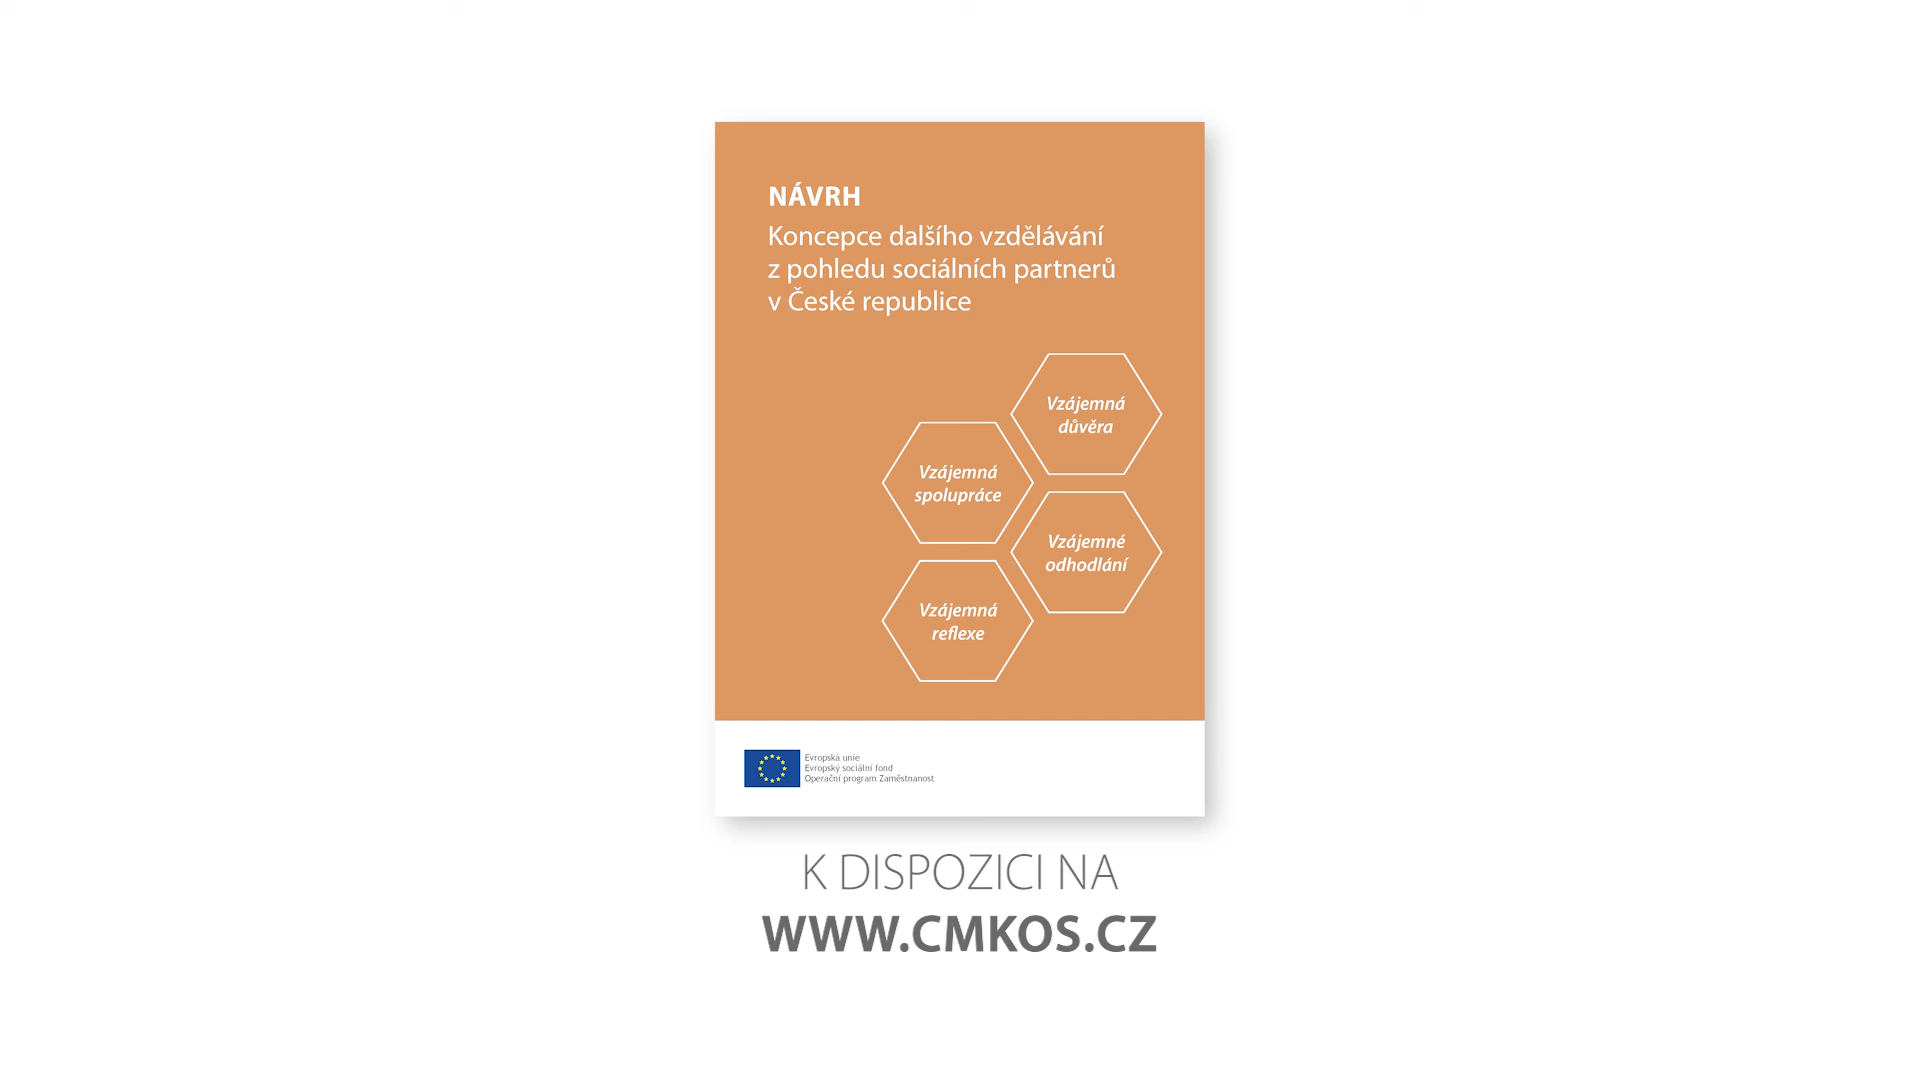 NÁVRH
Koncepce dalšího vzdělávání
z pohledu sociálních partnerů
v České republice
Vzájemná
důvěra
Vzájemná
spolupráce
Vzájemné
odhodlání
Vzájemná
reflexe
Evropská unie
Evropský sociální fond
Operační program Zaměstnanost
K DISPOZICI NA
WWW.CMKOS.CZ